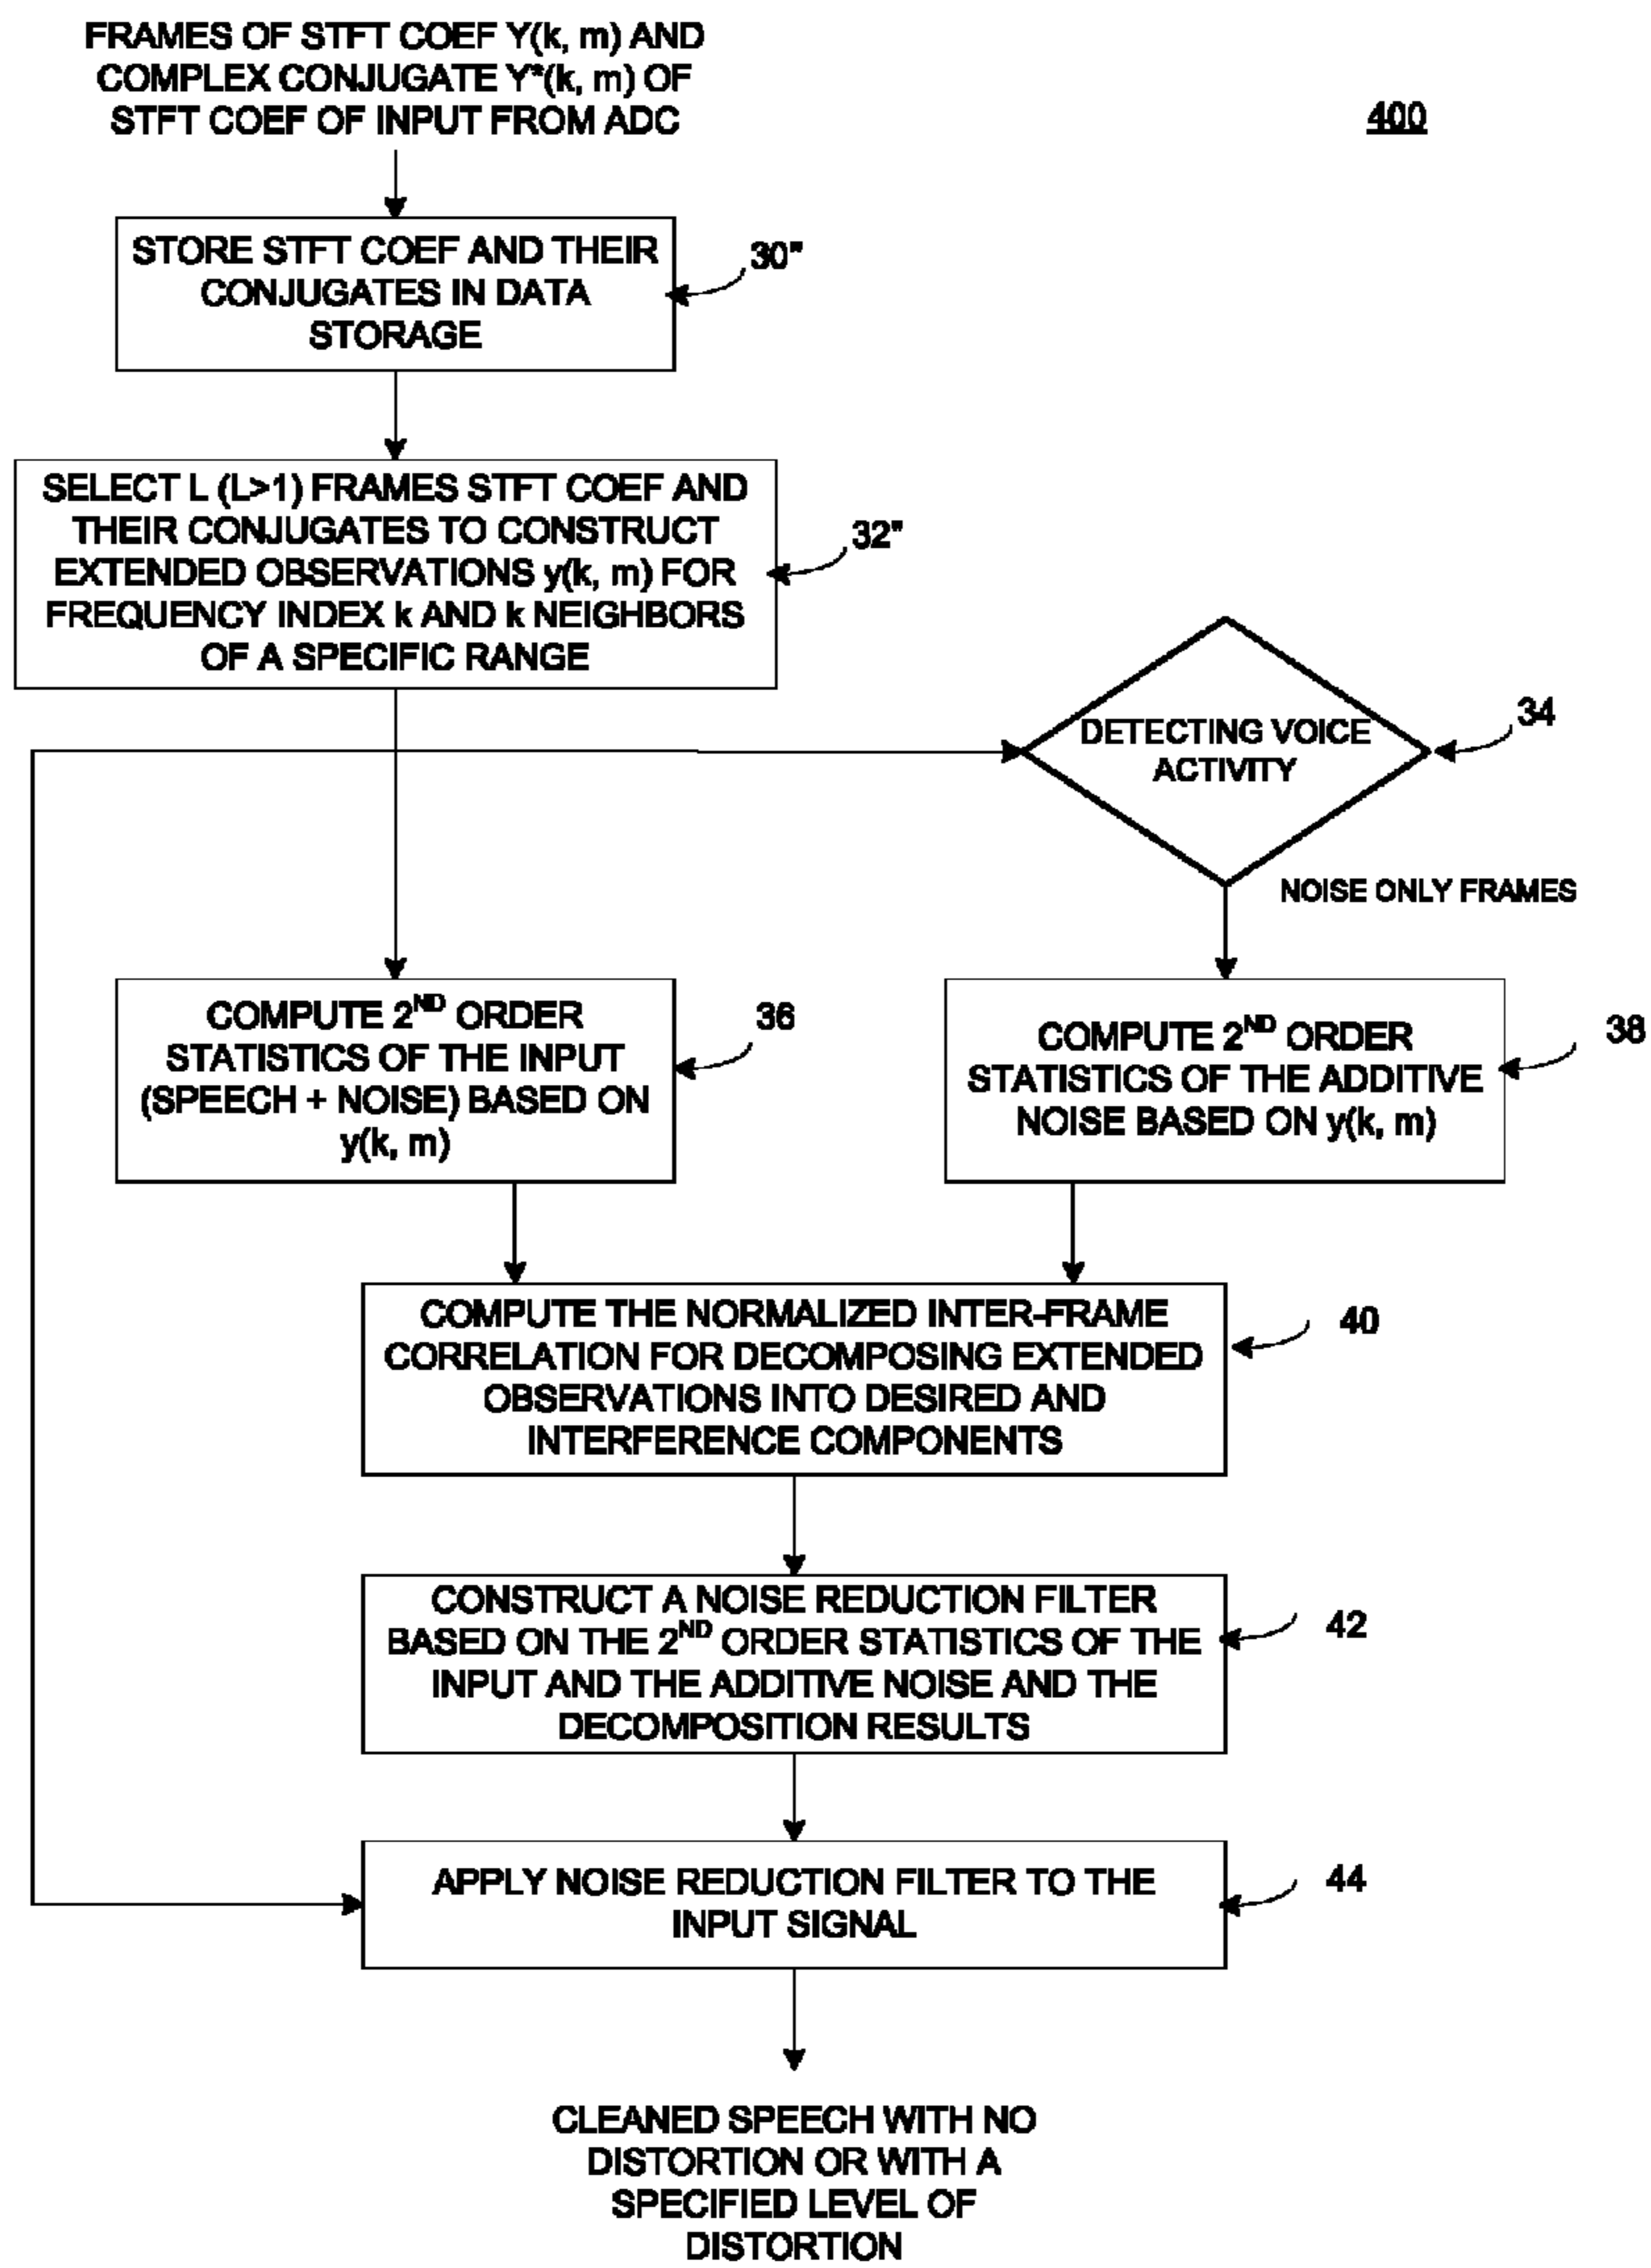 FRAMES OF STFT COEF Y(k, m) AND
COMPLEX CONJUGATE Y*(k, m) OF
STFT COEF OF INPUT FROM ADC
400
STORE STFT COEF AND THEIR
CONJUGATES IN DATA
STORAGE
30"
SELECT L (L>1) FRAMES STFT COEF AND
THEIR CONJUGATES TO CONSTRUCT
EXTENDED OBSERVATIONS y(k, m) FOR
FREQUENCY INDEX k AND k NEIGHBORS
OF A SPECIFIC RANGE
32"
DETECTING VOICE
ACTIVITY
34
NOISE ONLY FRAMES
COMPUTE 2ND ORDER
STATISTICS OF THE INPUT
(SPEECH + NOISE) BASED ON
y(k, m)
36
COMPUTE 2ND ORDER
STATISTICS OF THE ADDITIVE
NOISE BASED ON y(k, m)
38
COMPUTE THE NORMALIZED INTER-FRAME
CORRELATION FOR DECOMPOSING EXTENDED
OBSERVATIONS INTO DESIRED AND
INTERFERENCE COMPONENTS
40
CONSTRUCT A NOISE REDUCTION FILTER
BASED ON THE 2ND ORDER STATISTICS OF THE
INPUT AND THE ADDITIVE NOISE AND THE
DECOMPOSITION RESULTS
42
APPLY NOISE REDUCTION FILTER TO THE
INPUT SIGNAL
44
CLEANED SPEECH WITH NO
DISTORTION OR WITH A
SPECIFIED LEVEL OF
DISTORTION